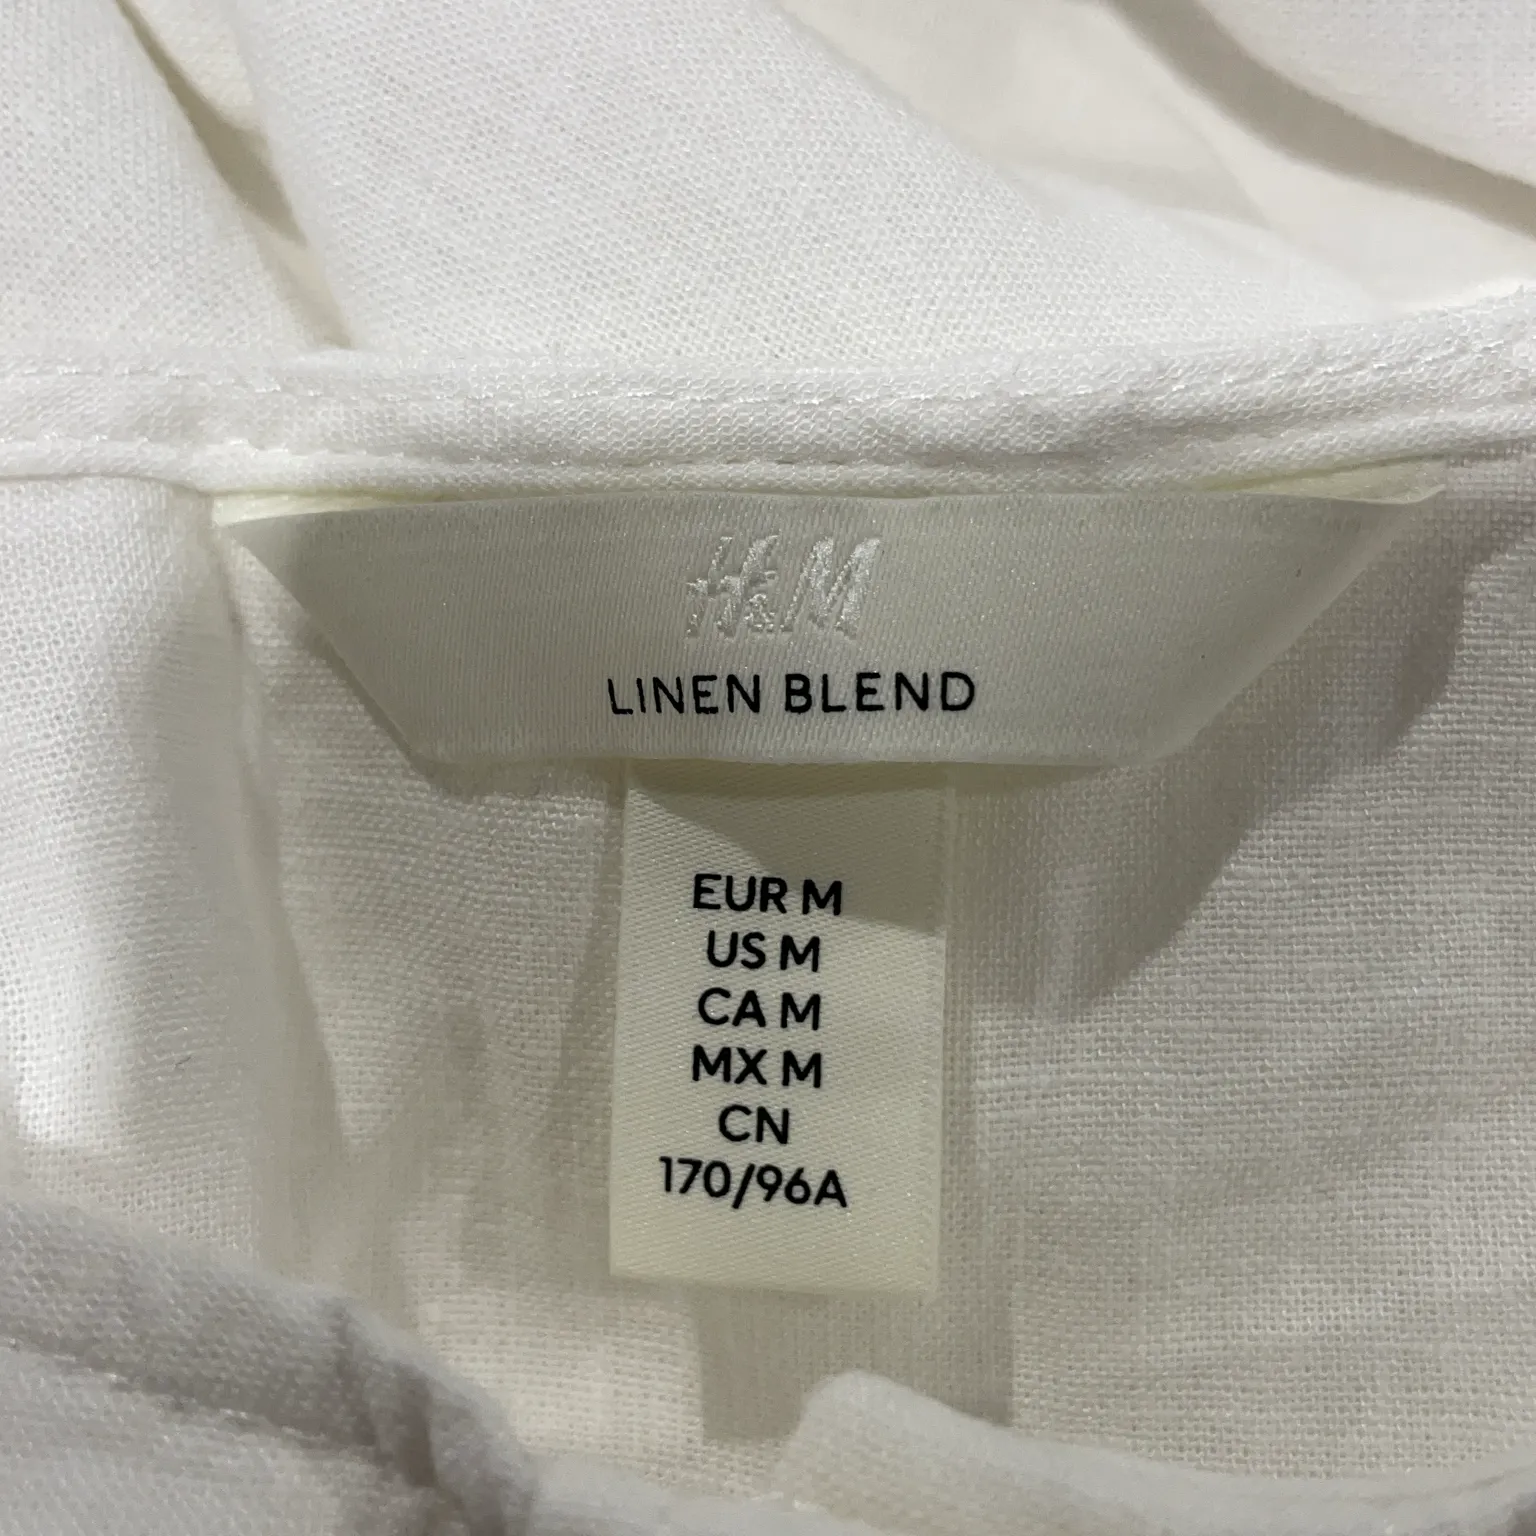 H&M
LINEN BLEND
EUR M
US M
CA M
MX M
CN
170/96A